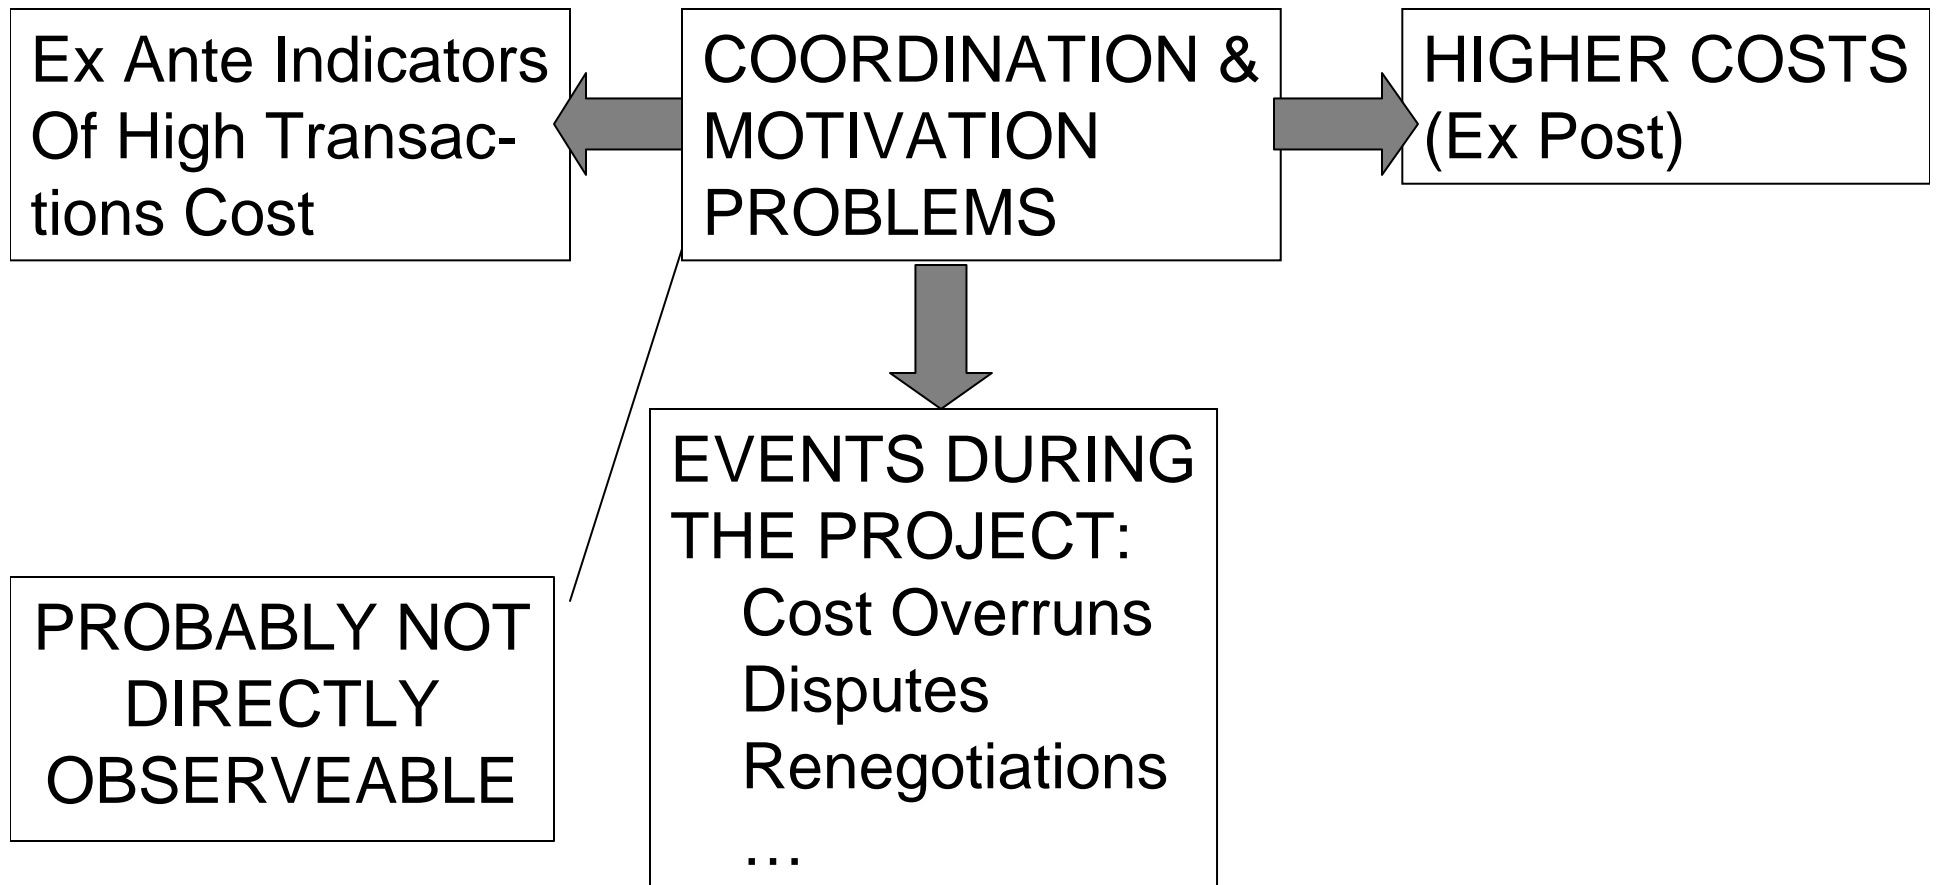 Ex Ante Indicators
Of High Transac-
tions Cost
COORDINATION &
MOTIVATION
PROBLEMS
HIGHER COSTS
(Ex Post)
EVENTS DURING
THE PROJECT:
Cost Overruns
Disputes
Renegotiations
…
PROBABLY NOT
DIRECTLY
OBSERVEABLE